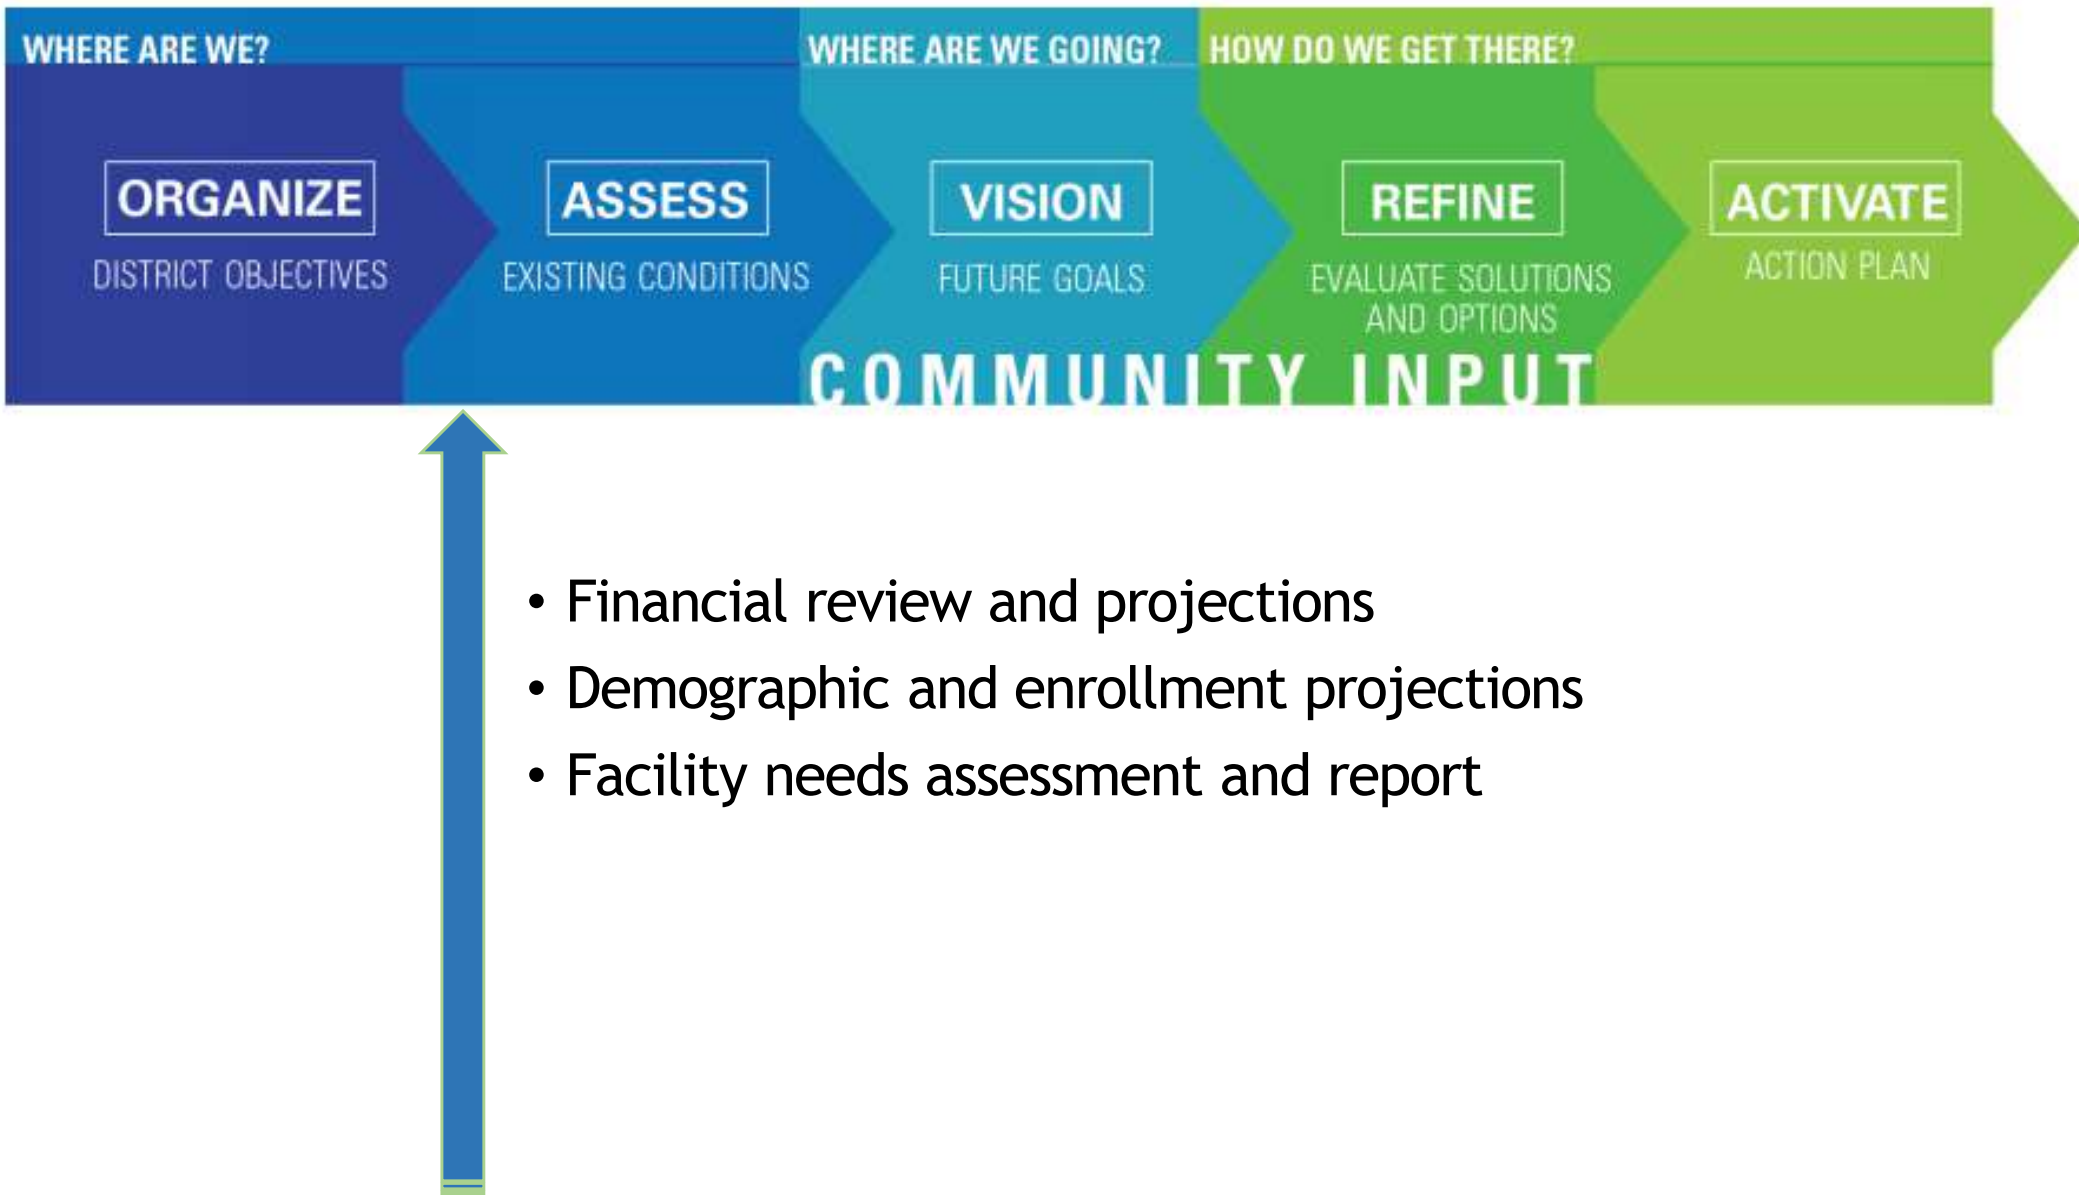 WHERE ARE WE?
WHERE ARE WE GOING?
HOW DO WE GET THERE?
ORGANIZE
DISTRICT OBJECTIVES
ASSESS
EXISTING CONDITIONS
VISION
FUTURE GOALS
REFINE
EVALUATE SOLUTIONS
AND OPTIONS
ACTIVATE
ACTION PLAN
COMMUNITY INPUT
• Financial review and projections
• Demographic and enrollment projections
• Facility needs assessment and report